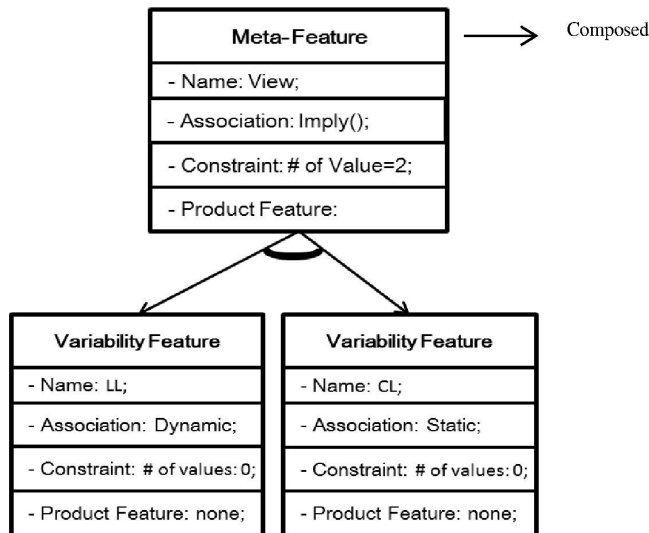 Meta-Feature
Composed
- Name: View;
- Association: Imply();
- Constraint: # of Value=2;
- Product Feature:
Variability Feature
- Name: LL;
- Association: Dynamic;
- Constraint: # of values: 0;
- Product Feature: none;
Variability Feature
- Name: CL;
- Association: Static;
- Constraint: # of values: 0;
- Product Feature: none;